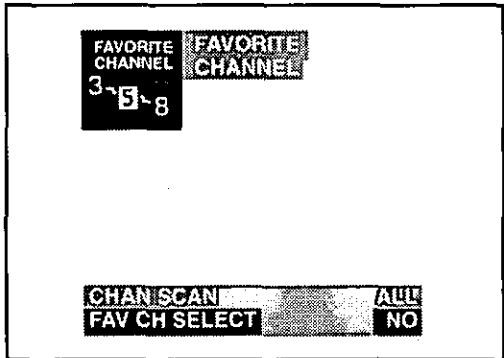 FAVORITE
CHANNEL
3 5 8
FAVORITE
CHANNEL
CHAN SCAN ALL
FAV CH SELECT NO